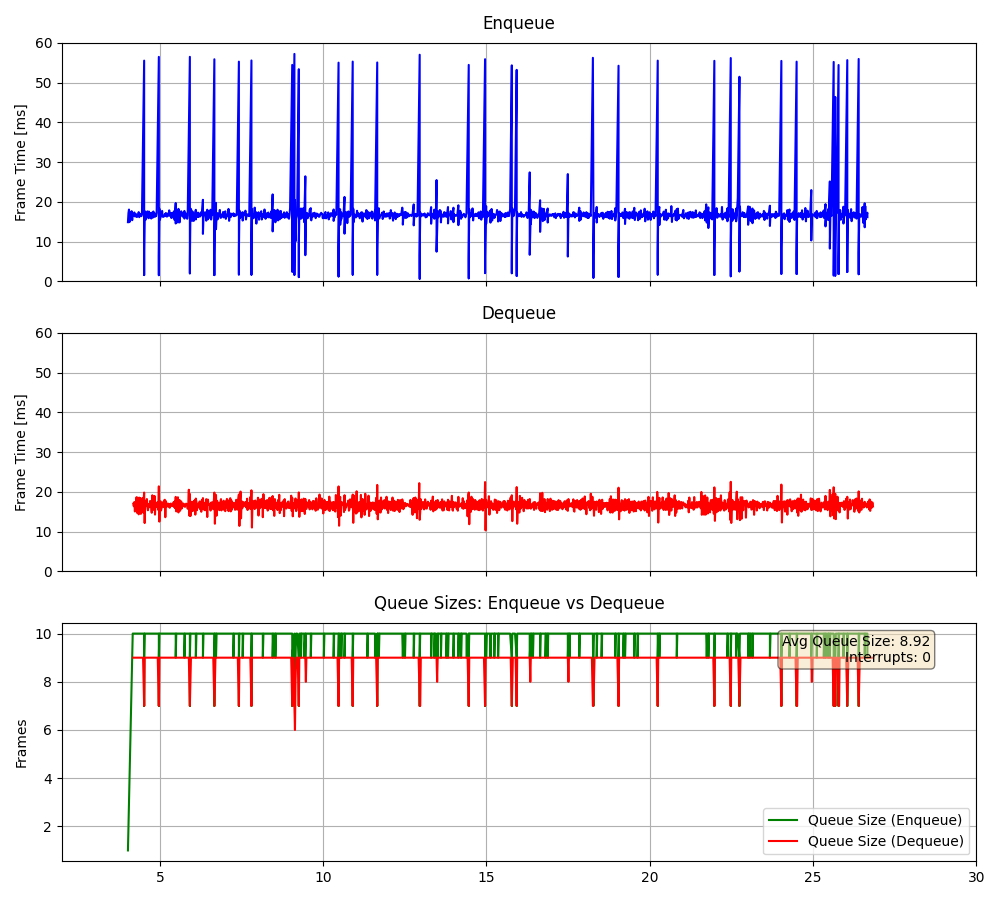 Enqueue
Frame Time [ms]
60
50
40
30
20
10
0
Dequeue
Frame Time [ms]
60
50
40
30
20
10
0
Queue Sizes: Enqueue vs Dequeue
Frames
10
8
6
4
2
Avg Queue Size: 8.92
Interrupts: 0
Queue Size (Enqueue)
Queue Size (Dequeue)
5 10 15 20 25 30